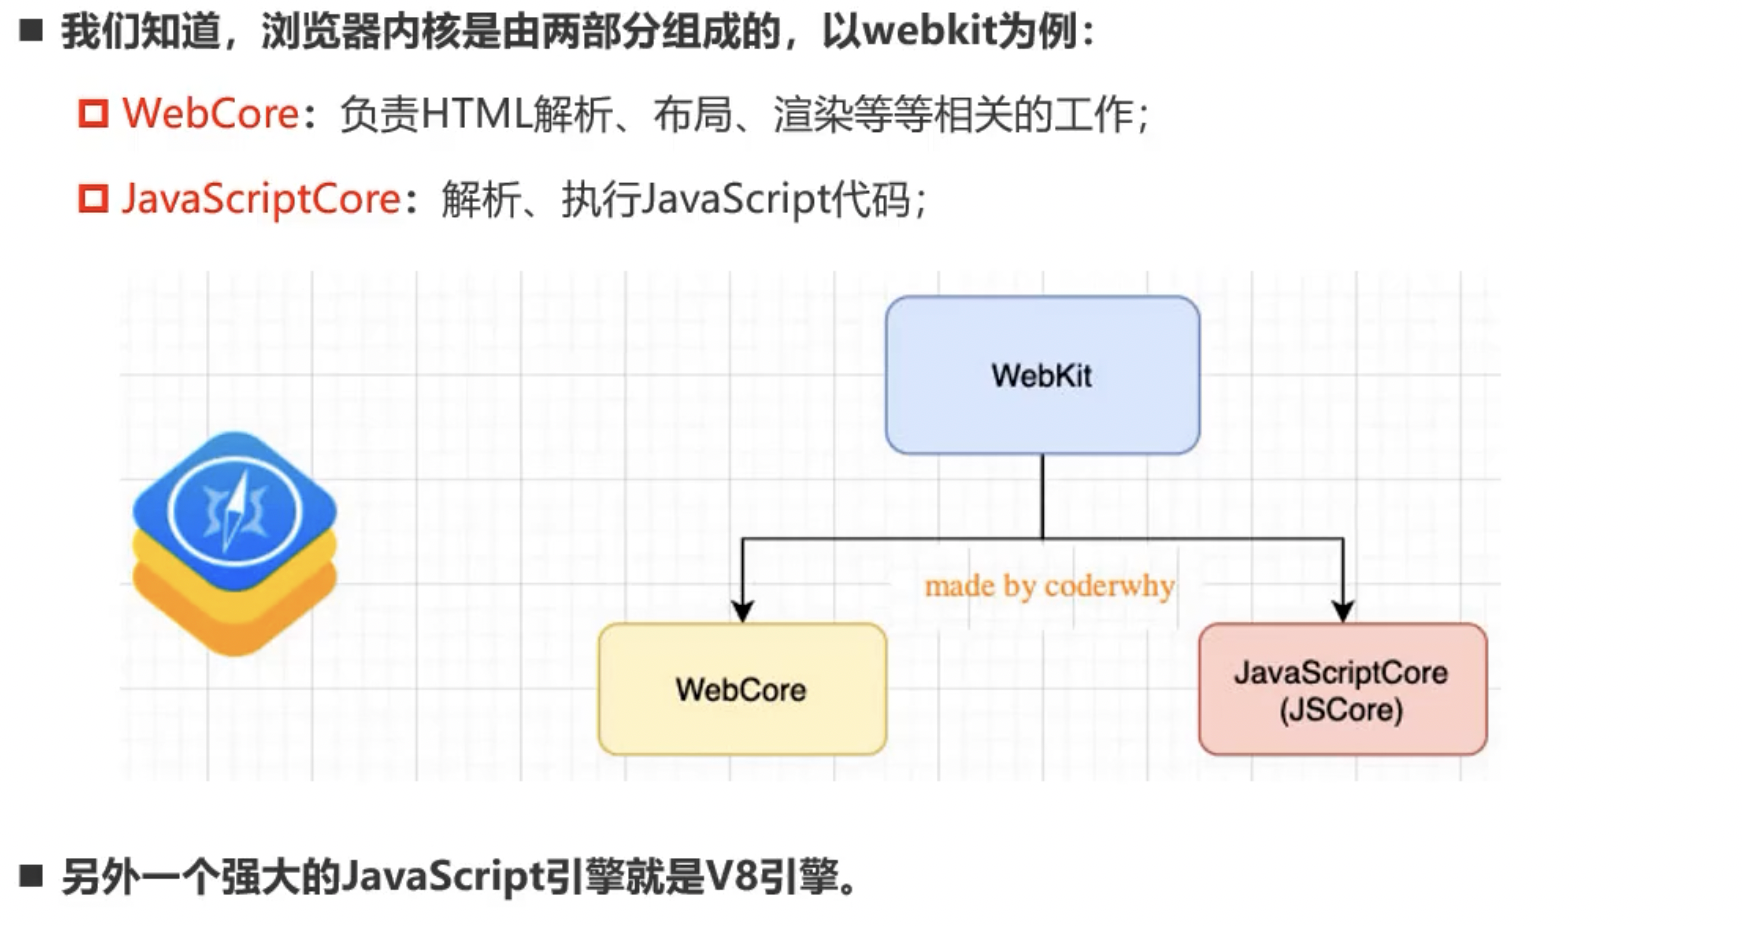 我们知道，浏览器内核是由两部分组成的，以webkit为例：
WebCore：负责HTML解析、布局、渲染等等相关的工作；
JavaScriptCore：解析、执行JavaScript代码；
WebKit
made by coderwhy
WebCore
JavaScriptCore
(JSCore)
另外一个强大的JavaScript引擎就是V8引擎。